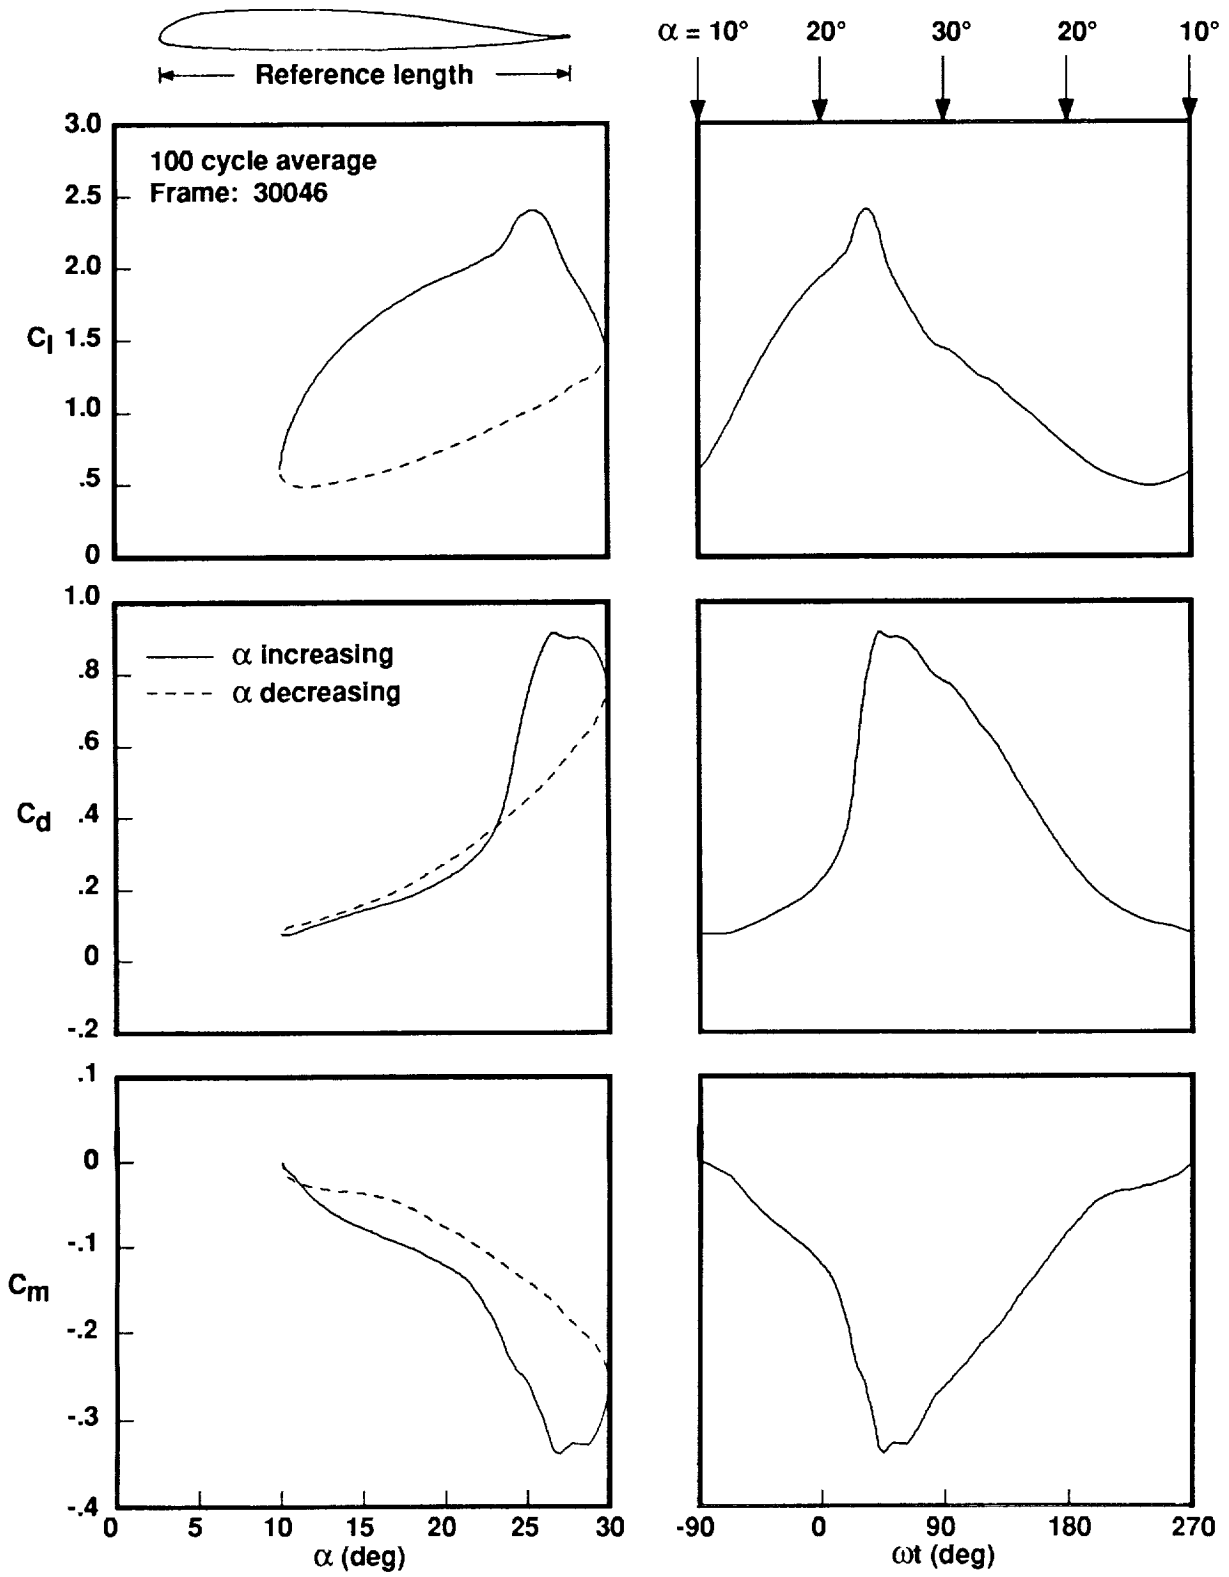 α = 10° 20° 30° 20° 10°
Reference length
3.0
100 cycle average
Frame: 30046
2.5
2.0
Cl 1.5
1.0
.5
0
1.0
α increasing
.8
α decreasing
.6
Cd .4
.2
0
-.2
.1
0
-.1
Cm
-.2
-.3
-.4
0 5 10 15 20 25 30
α (deg)
-90 0 90 180 270
ωt (deg)